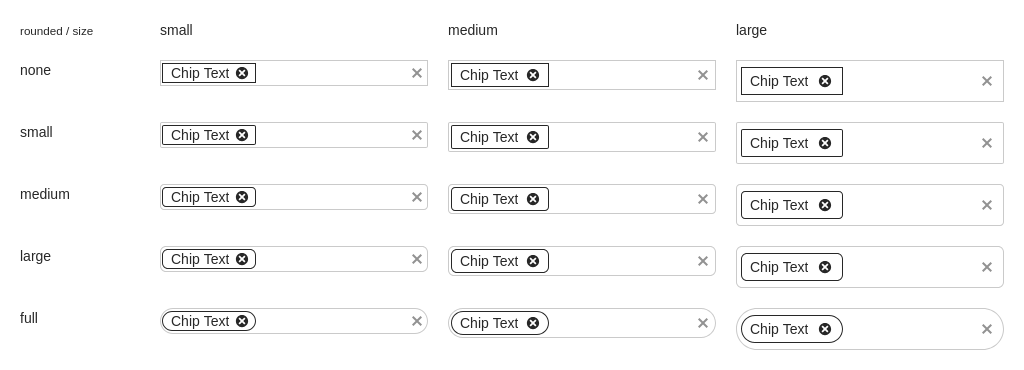 rounded / size small medium large
none Chip Text Chip Text Chip Text
small Chip Text Chip Text Chip Text
medium Chip Text Chip Text Chip Text
large Chip Text Chip Text Chip Text
full Chip Text Chip Text Chip Text